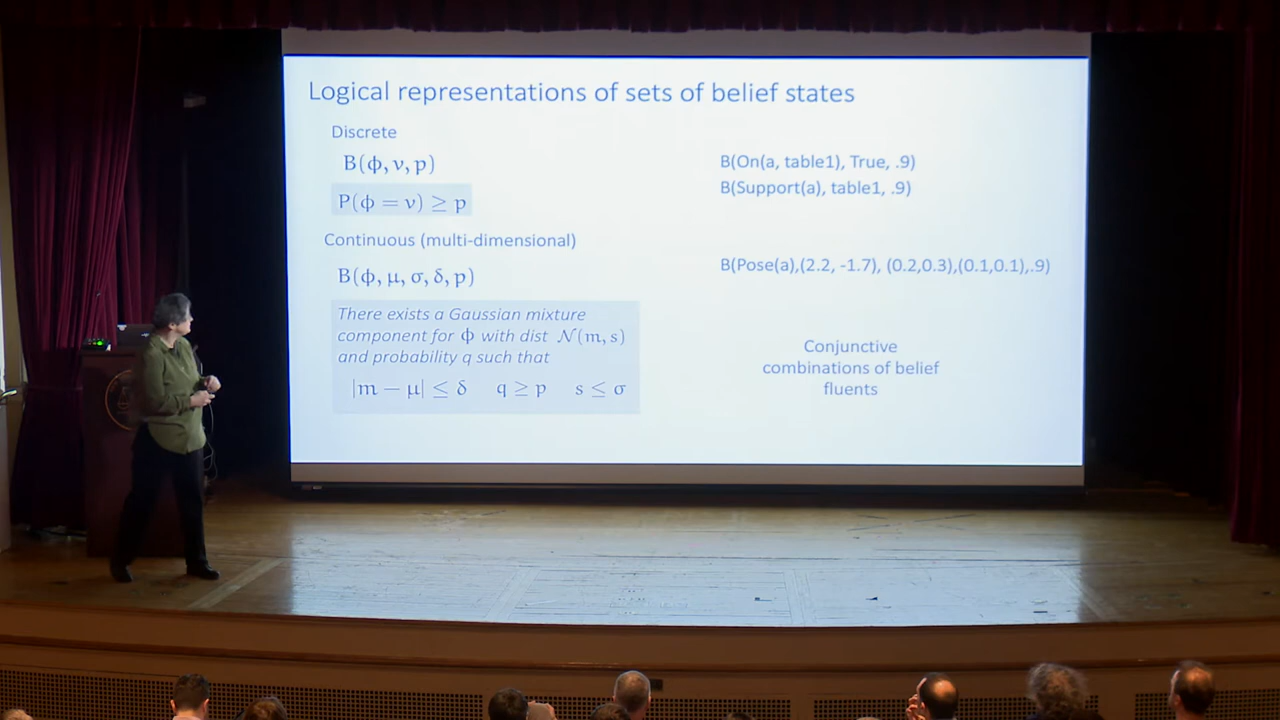 Logical representations of sets of belief states
Discrete
B(ϕ, ν, p)
P(ϕ = ν) ≥ p
B(On(a, table1), True, .9)
B(Support(a), table1, .9)
Continuous (multi-dimensional)
B(ϕ, μ, σ, δ, p)
B(Pose(a),(2.2, -1.7), (0.2,0.3),(0.1,0.1),.9)
There exists a Gaussian mixture
component for ϕ with dist 𝒩(m, s)
and probability q such that
|m − μ| ≤ δ q ≥ p s ≤ σ
Conjunctive
combinations of belief
fluents